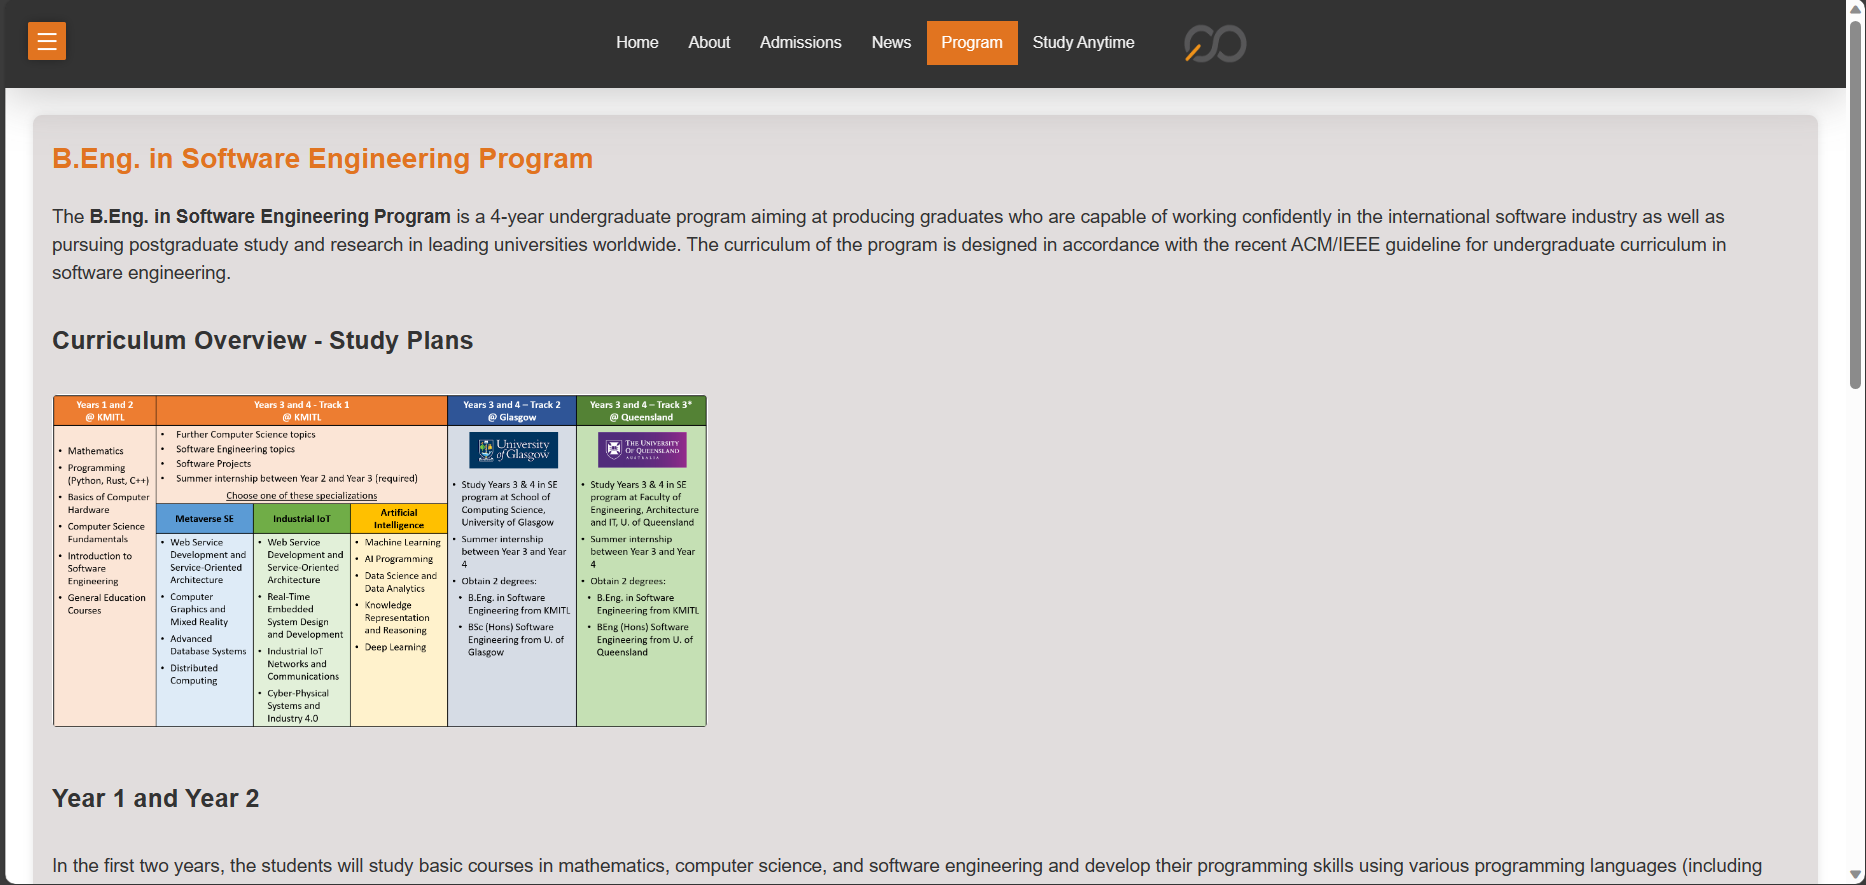 Home
About
Admissions
News
Program
Study Anytime
B.Eng. in Software Engineering Program
The B.Eng. in Software Engineering Program is a 4-year undergraduate program aiming at producing graduates who are capable of working confidently in the international software industry as well as
pursuing postgraduate study and research in leading universities worldwide. The curriculum of the program is designed in accordance with the recent ACM/IEEE guideline for undergraduate curriculum in
software engineering.
Curriculum Overview - Study Plans
Years 1 and 2
@ KMITL
• Mathematics
• Programming
(Python, Rust, C++)
• Basics of Computer
Hardware
• Computer Science
Fundamentals
• Introduction to
Software
Engineering
• General Education
Courses
Years 3 and 4 - Track 1
@ KMITL
• Further Computer Science topics
• Software Engineering topics
• Software Projects
• Summer internship between Year 2 and Year 3 (required)
Choose one of these specializations
Metaverse SE
• Web Service
Development and
Service-Oriented
Architecture
• Computer
Graphics and
Mixed Reality
• Advanced
Database Systems
• Distributed
Computing
Industrial IoT
• Web Service
Development and
Service-Oriented
Architecture
• Real-Time
Embedded
System Design
and Development
• Industrial IoT
Networks and
Communications
• Cyber-Physical
Systems and
Industry 4.0
Artificial
Intelligence
• Machine Learning
• AI Programming
• Data Science and
Data Analytics
• Knowledge
Representation
and Reasoning
• Deep Learning
Years 3 and 4 – Track 2
@ Glasgow
University
of Glasgow
• Study Years 3 & 4 in SE
program at School of
Computing Science,
University of Glasgow
• Summer internship
between Year 3 and Year
4
• Obtain 2 degrees:
• B.Eng. in Software
Engineering from KMITL
• BSc (Hons) Software
Engineering from U. of
Glasgow
Years 3 and 4 – Track 3*
@ Queensland
THE UNIVERSITY
OF QUEENSLAND
AUSTRALIA
• Study Years 3 & 4 in SE
program at Faculty of
Engineering, Architecture
and IT, U. of Queensland
• Summer internship
between Year 3 and Year
4
• Obtain 2 degrees:
• B.Eng. in Software
Engineering from KMITL
• BEng (Hons) Software
Engineering from U. of
Queensland
Year 1 and Year 2
In the first two years, the students will study basic courses in mathematics, computer science, and software engineering and develop their programming skills using various programming languages (including